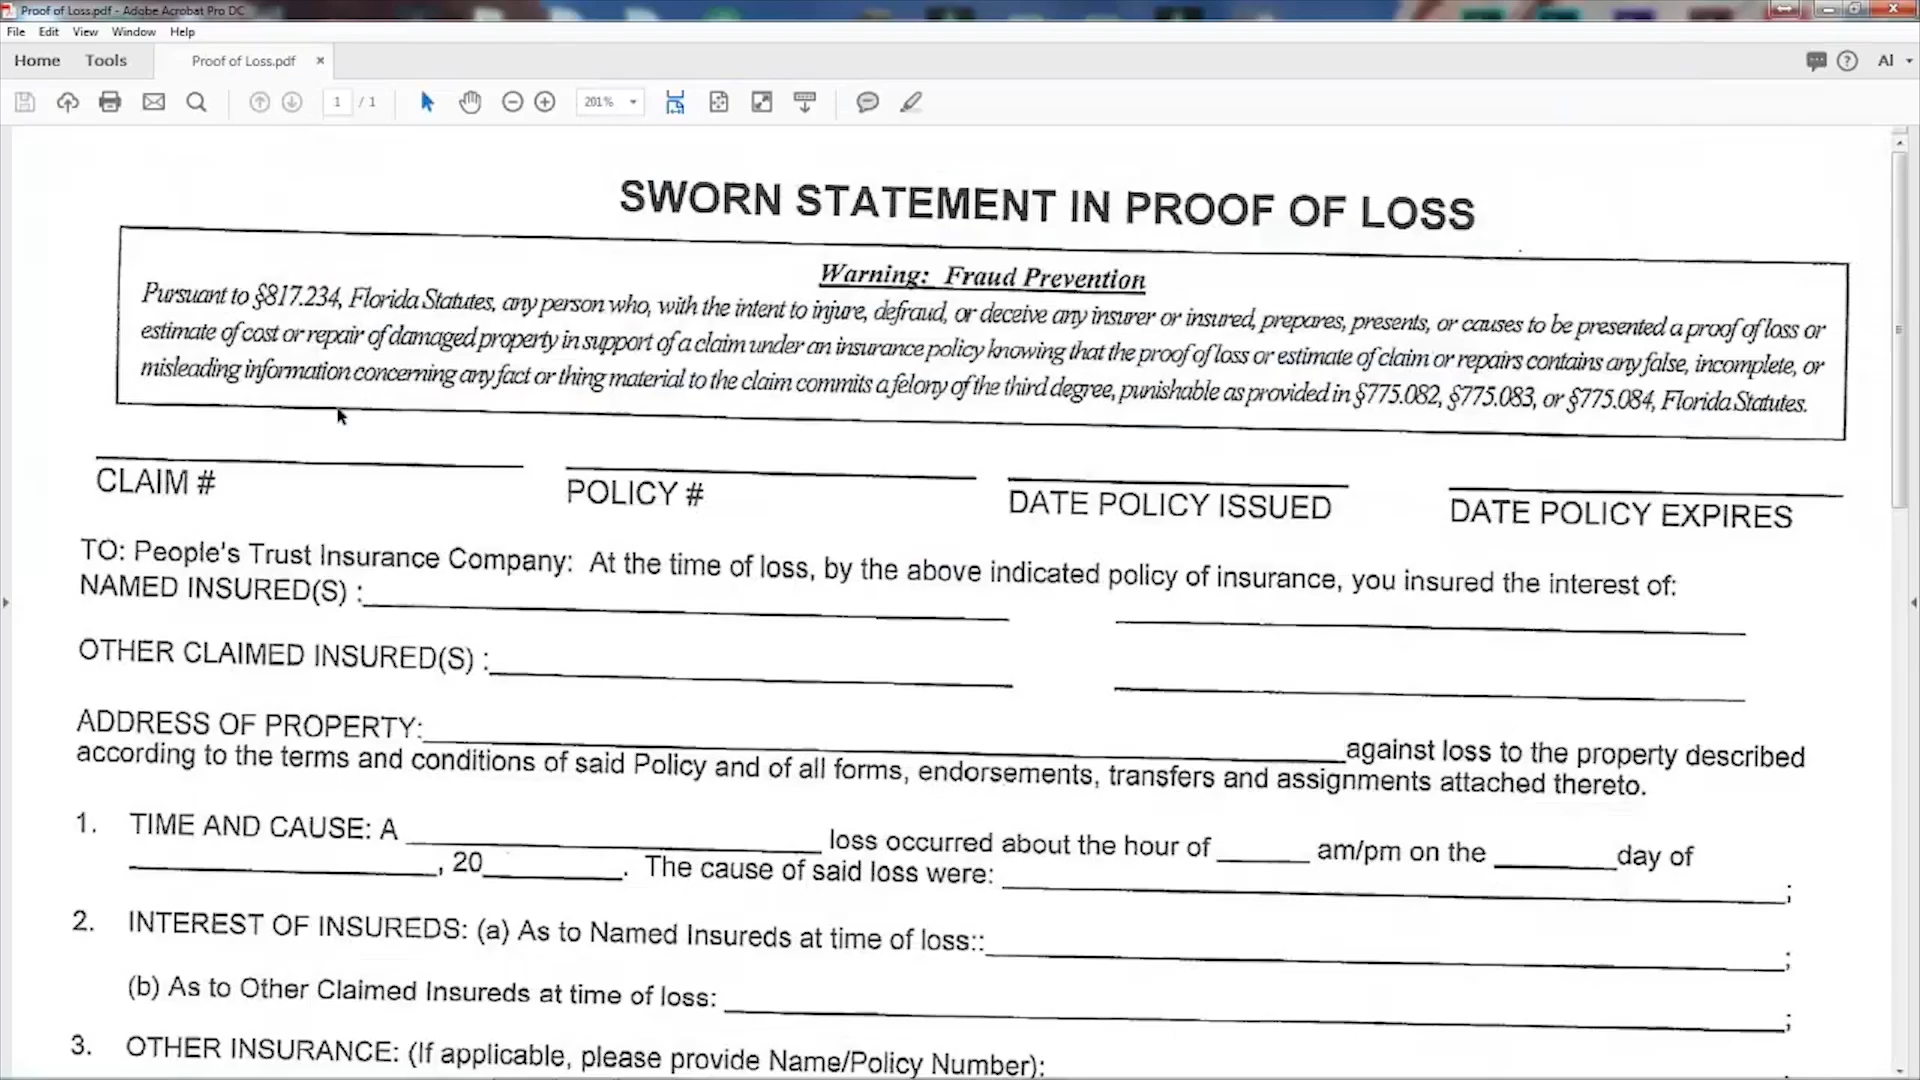 Proof of Loss.pdf - Adobe Acrobat Pro DC
File Edit View Window Help
Home Tools Proof of Loss.pdf × Al
1 / 1 201%
SWORN STATEMENT IN PROOF OF LOSS
Warning: Fraud Prevention
Pursuant to §817.234, Florida Statutes, any person who, with the intent to injure, defraud, or deceive any insurer or insured, prepares, presents, or causes to be presented a proof of loss or
estimate of cost or repair of damaged property in support of a claim under an insurance policy knowing that the proof of loss or estimate of claim or repairs contains any false, incomplete, or
misleading information concerning any fact or thing material to the claim commits a felony of the third degree, punishable as provided in §775.082, §775.083, or §775.084, Florida Statutes.
CLAIM # POLICY # DATE POLICY ISSUED DATE POLICY EXPIRES
TO: People's Trust Insurance Company: At the time of loss, by the above indicated policy of insurance, you insured the interest of:
NAMED INSURED(S) :
OTHER CLAIMED INSURED(S) :
ADDRESS OF PROPERTY: against loss to the property described
according to the terms and conditions of said Policy and of all forms, endorsements, transfers and assignments attached thereto.
1. TIME AND CAUSE: A loss occurred about the hour of am/pm on the day of
, 20 . The cause of said loss were: ;
2. INTEREST OF INSUREDS: (a) As to Named Insureds at time of loss:: ;
(b) As to Other Claimed Insureds at time of loss: ;
3. OTHER INSURANCE: (If applicable, please provide Name/Policy Number):